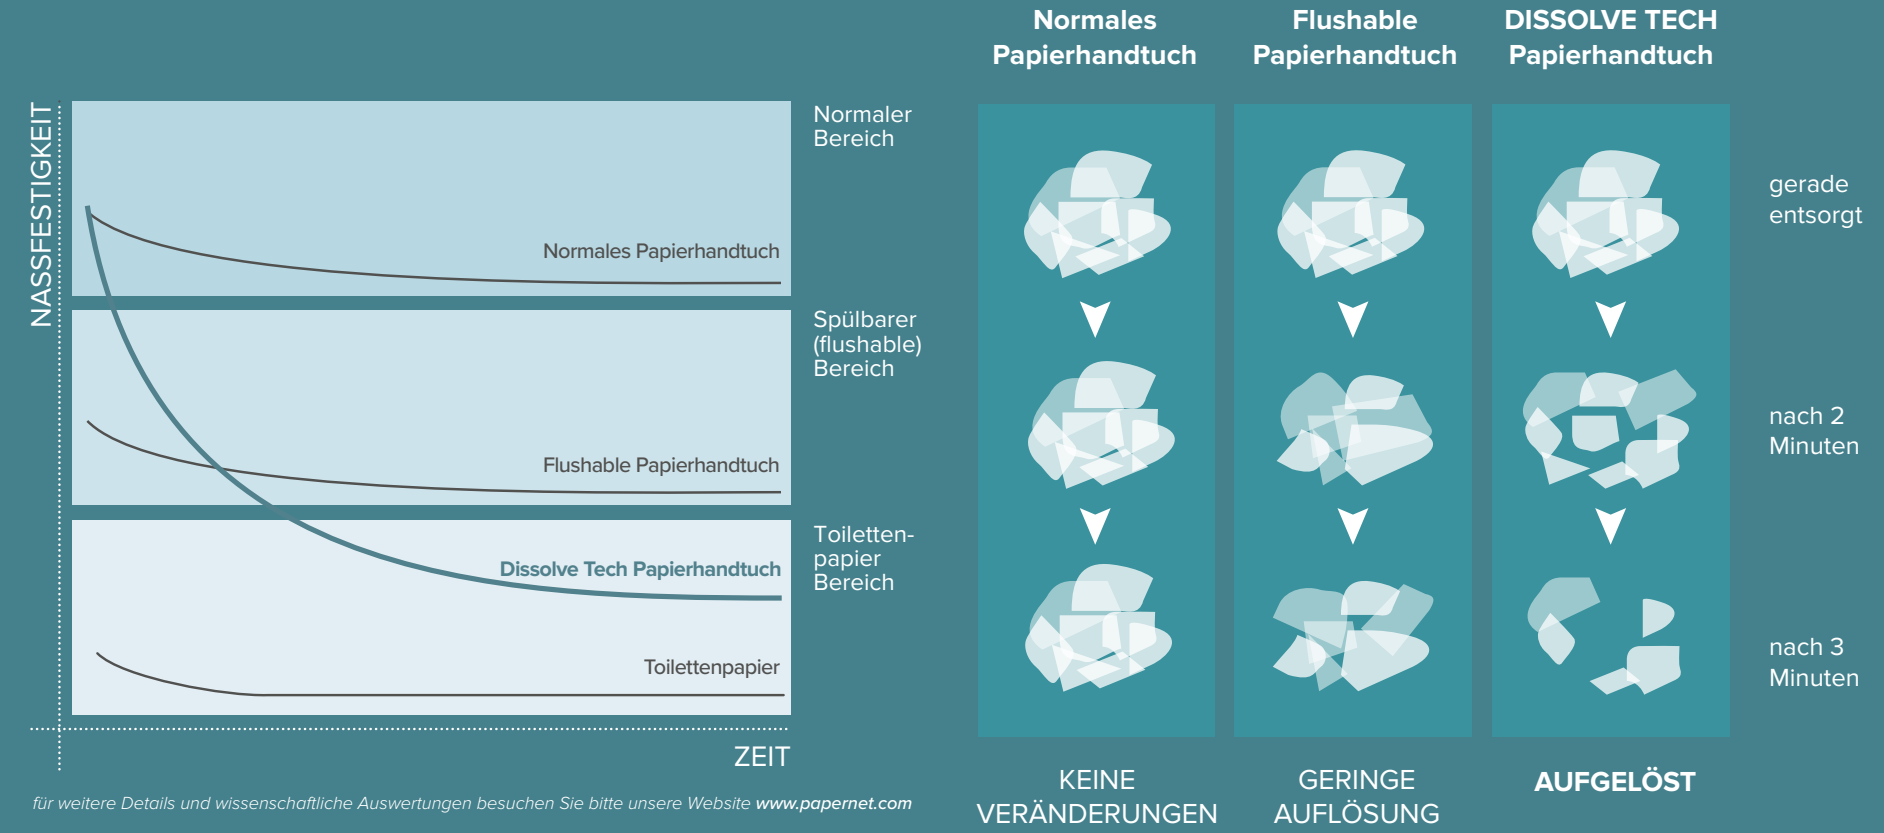 NASSFESTIGKEIT
Normaler
Bereich
Normales Papierhandtuch
Spülbarer
(flushable)
Bereich
Flushable Papierhandtuch
Toiletten-
papier
Bereich
Dissolve Tech Papierhandtuch
Toilettenpapier
ZEIT
für weitere Details und wissenschaftliche Auswertungen besuchen Sie bitte unsere Website www.papernet.com
Normales
Papierhandtuch
Flushable
Papierhandtuch
DISSOLVE TECH
Papierhandtuch
gerade
entsorgt
nach 2
Minuten
nach 3
Minuten
KEINE
VERÄNDERUNGEN
GERINGE
AUFLÖSUNG
AUFGELÖST